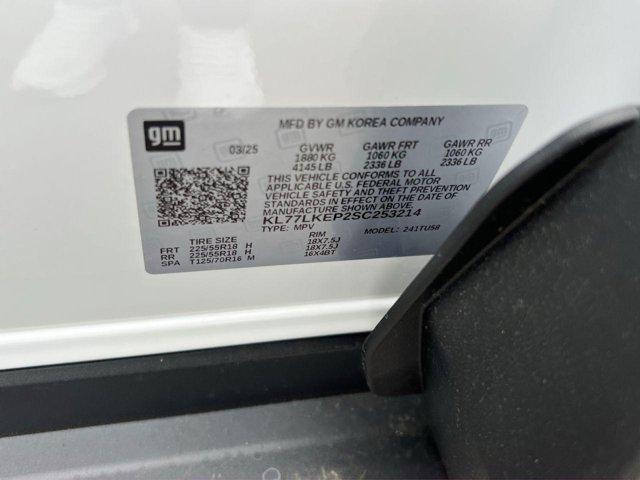 gm
MFD BY GM KOREA COMPANY
03/25 GVWR GAWR FRT GAWR RR
1880 KG 1060 KG 1060 KG
4145 LB 2336 LB 2336 LB
THIS VEHICLE CONFORMS TO ALL
APPLICABLE U.S. FEDERAL MOTOR
VEHICLE SAFETY AND THEFT PREVENTION
STANDARDS IN EFFECT ON THE DATE OF
MANUFACTURE SHOWN ABOVE.
KL77LKEP2SC253214
TYPE: MPV MODEL: 241TU58
TIRE SIZE RIM
FRT 225/55R18 H 18X7.5J
RR 225/55R18 H 18X7.5J
SPA T125/70R16 M 16X4BT